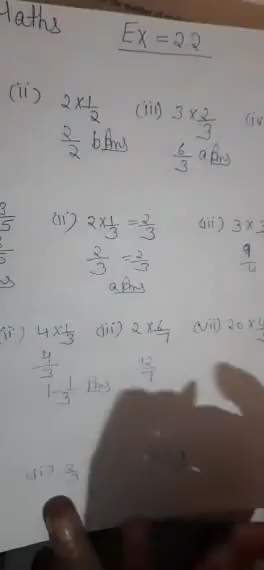 Maths
Ex = 22
(ii) 2×1/2 (iii) 3×2/3 (iv
2/2 b Ans 6/3 a Ans
3/5 (ii) 2×1/3 = 2/3 (iii) 3×3
2/3 = 2/3 9
a Ans
(ii) 4×1/3 (iii) 2×6/7 (vii) 20×4
4/3 12/7
1 1/3 Ans